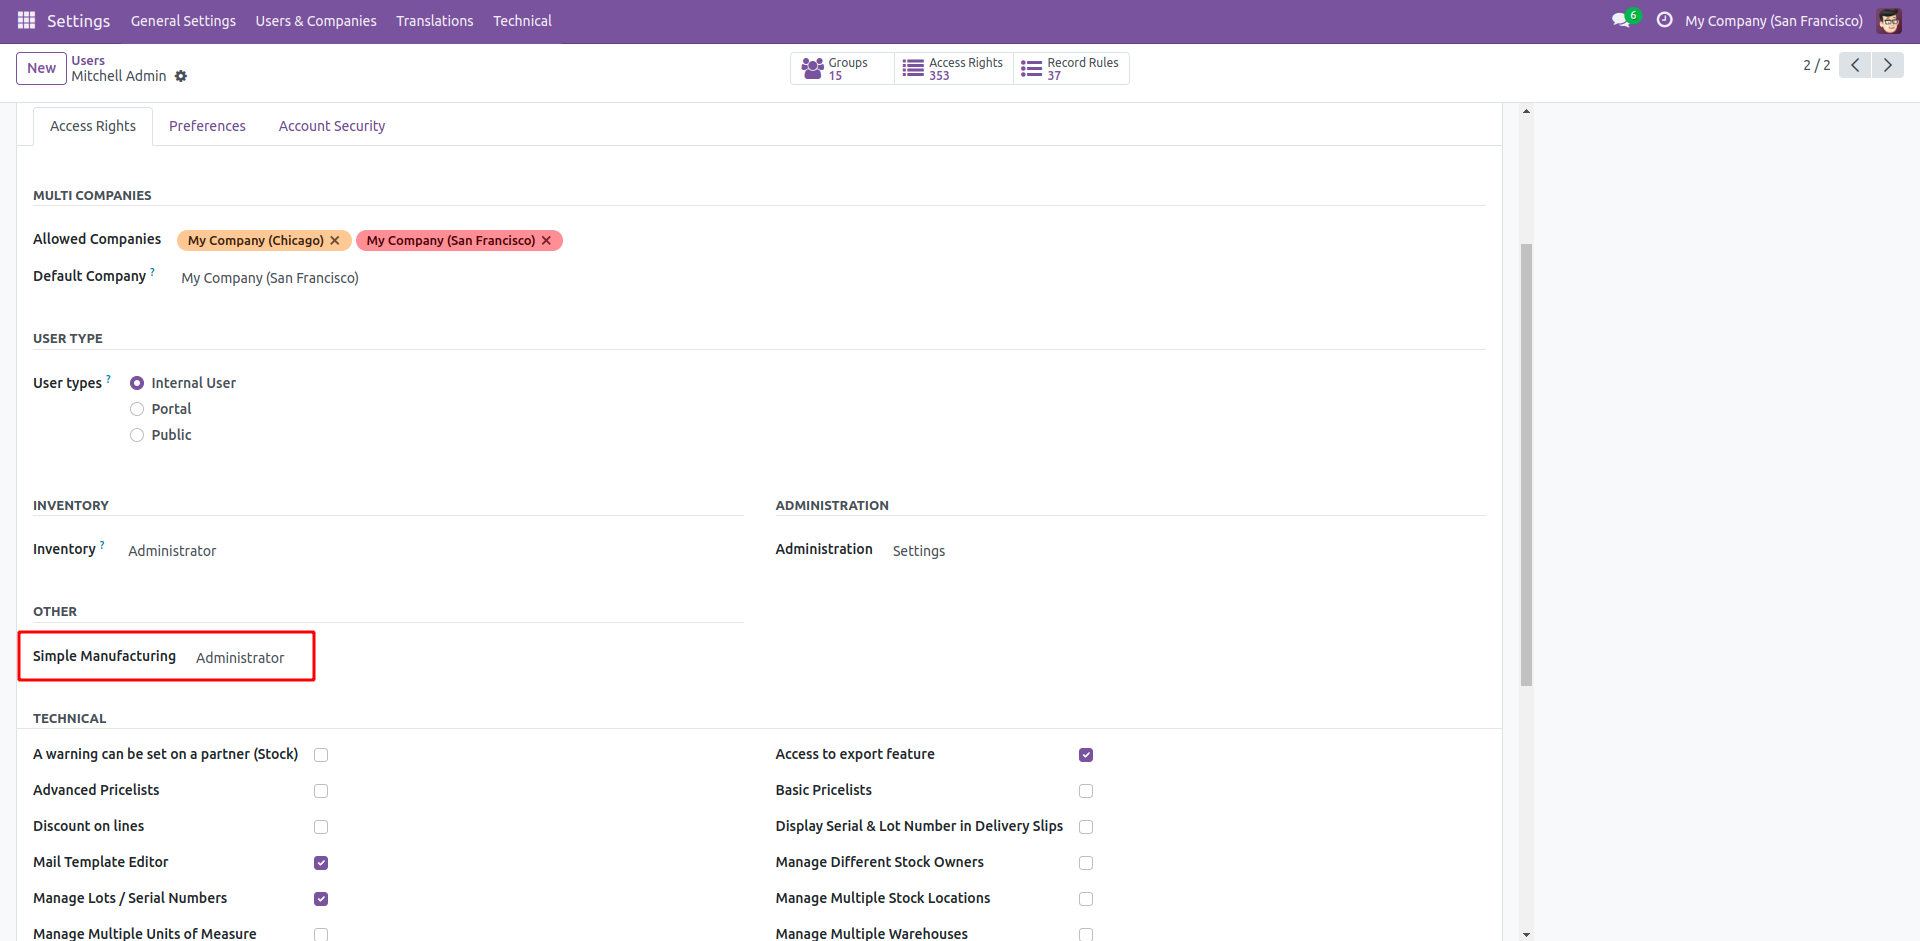 Settings General Settings Users & Companies Translations Technical 6 My Company (San Francisco)
New Users Mitchell Admin
Groups 15 Access Rights 353 Record Rules 37
2 / 2
Access Rights Preferences Account Security
MULTI COMPANIES
Allowed Companies My Company (Chicago) × My Company (San Francisco) ×
Default Company ? My Company (San Francisco)
USER TYPE
User types ? Internal User
Portal
Public
INVENTORY
Inventory ? Administrator
ADMINISTRATION
Administration Settings
OTHER
Simple Manufacturing Administrator
TECHNICAL
A warning can be set on a partner (Stock) Access to export feature
Advanced Pricelists Basic Pricelists
Discount on lines Display Serial & Lot Number in Delivery Slips
Mail Template Editor Manage Different Stock Owners
Manage Lots / Serial Numbers Manage Multiple Stock Locations
Manage Multiple Units of Measure Manage Multiple Warehouses